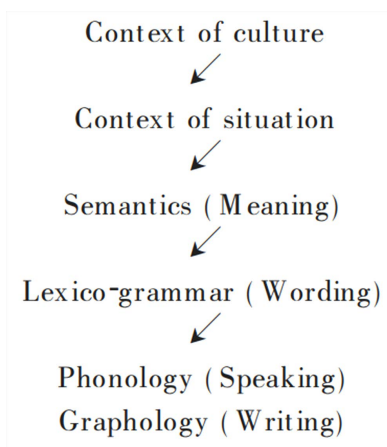 Context of culture
Context of situation
Semantics (Meaning)
Lexico-grammar (Wording)
Phonology (Speaking)
Graphology (Writing)